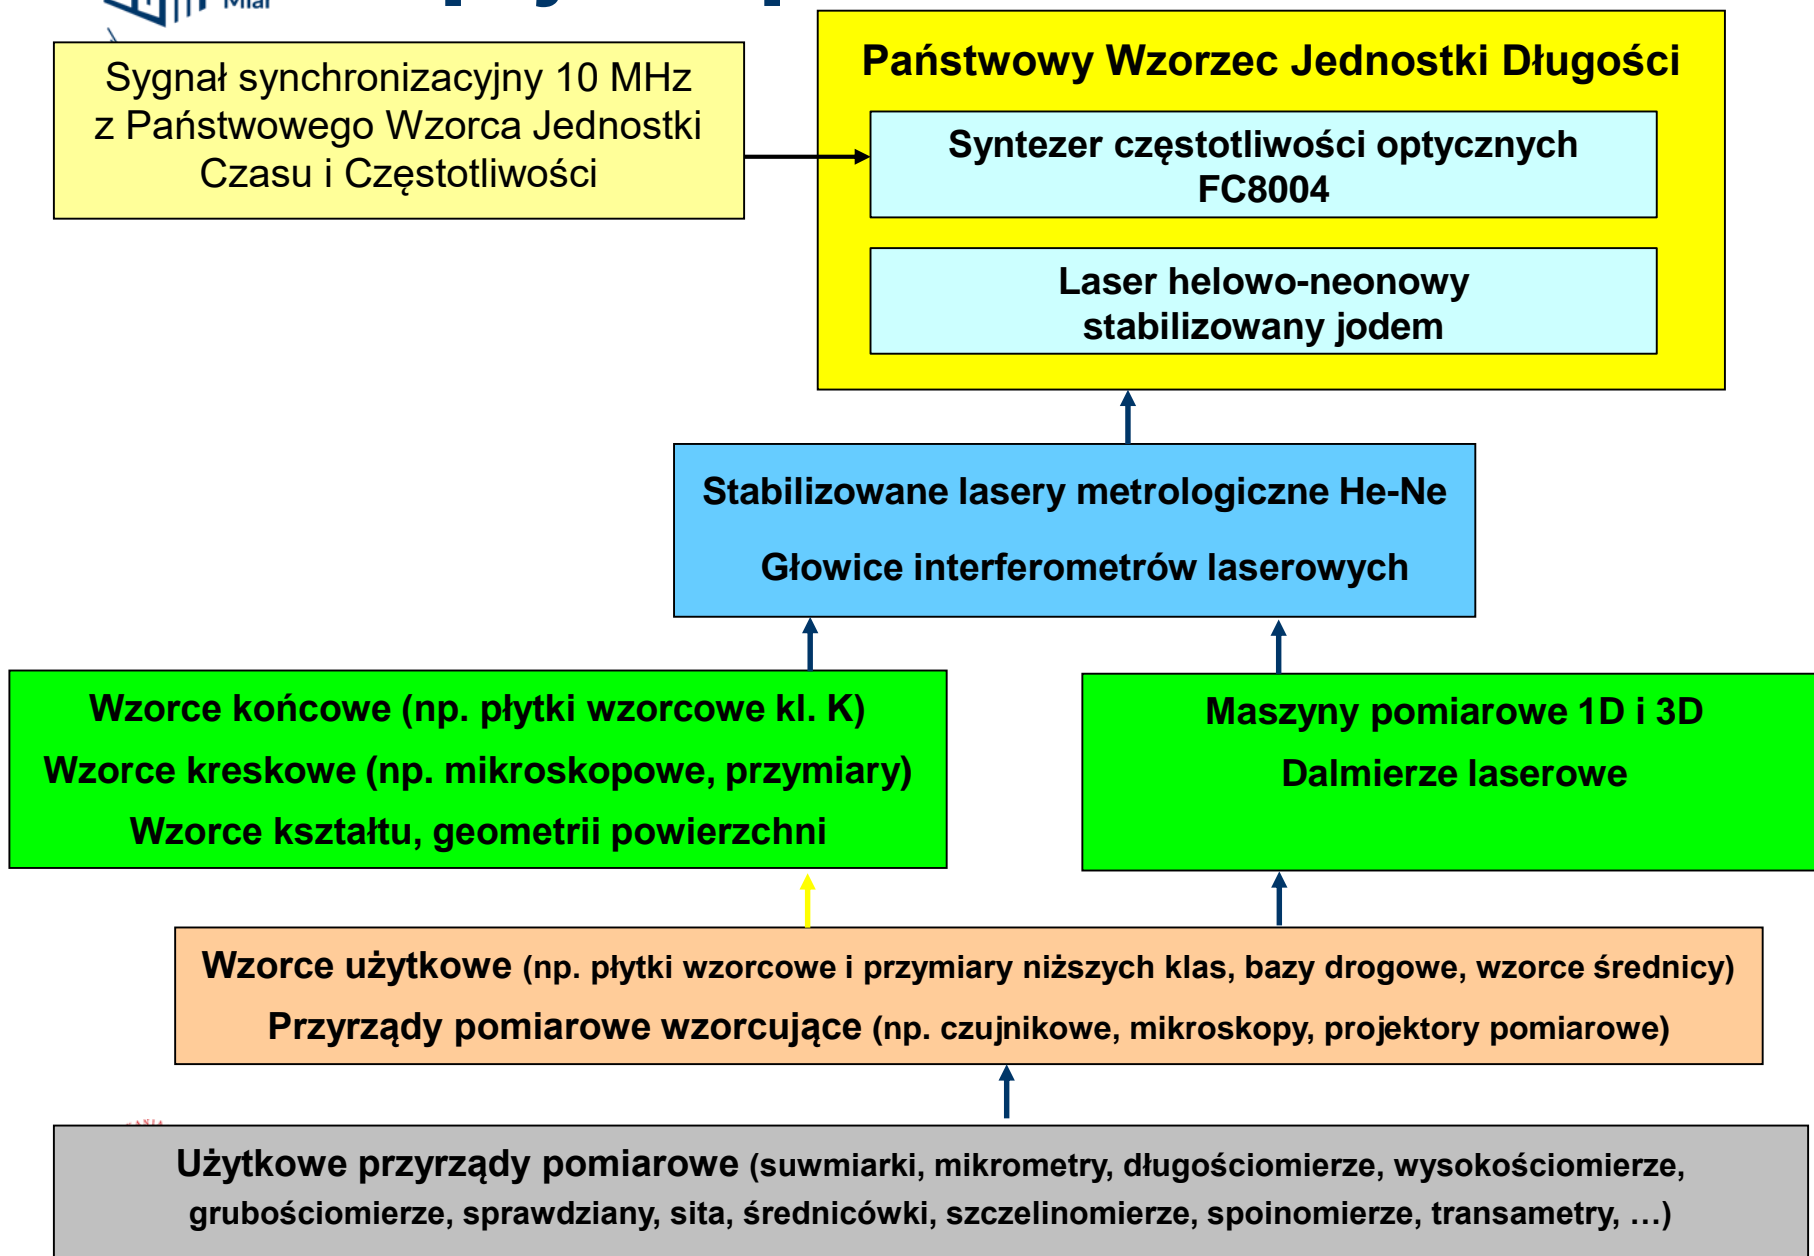 Miar
Sygnał synchronizacyjny 10 MHz
z Państwowego Wzorca Jednostki
Czasu i Częstotliwości
Państwowy Wzorzec Jednostki Długości
Syntezer częstotliwości optycznych
FC8004
Laser helowo-neonowy
stabilizowany jodem
Stabilizowane lasery metrologiczne He-Ne
Głowice interferometrów laserowych
Wzorce końcowe (np. płytki wzorcowe kl. K)
Wzorce kreskowe (np. mikroskopowe, przymiary)
Wzorce kształtu, geometrii powierzchni
Maszyny pomiarowe 1D i 3D
Dalmierze laserowe
Wzorce użytkowe (np. płytki wzorcowe i przymiary niższych klas, bazy drogowe, wzorce średnicy)
Przyrządy pomiarowe wzorcujące (np. czujnikowe, mikroskopy, projektory pomiarowe)
Użytkowe przyrządy pomiarowe (suwmiarki, mikrometry, długościomierze, wysokościomierze,
grubościomierze, sprawdziany, sita, średnicówki, szczelinomierze, spoinomierze, transametry, …)